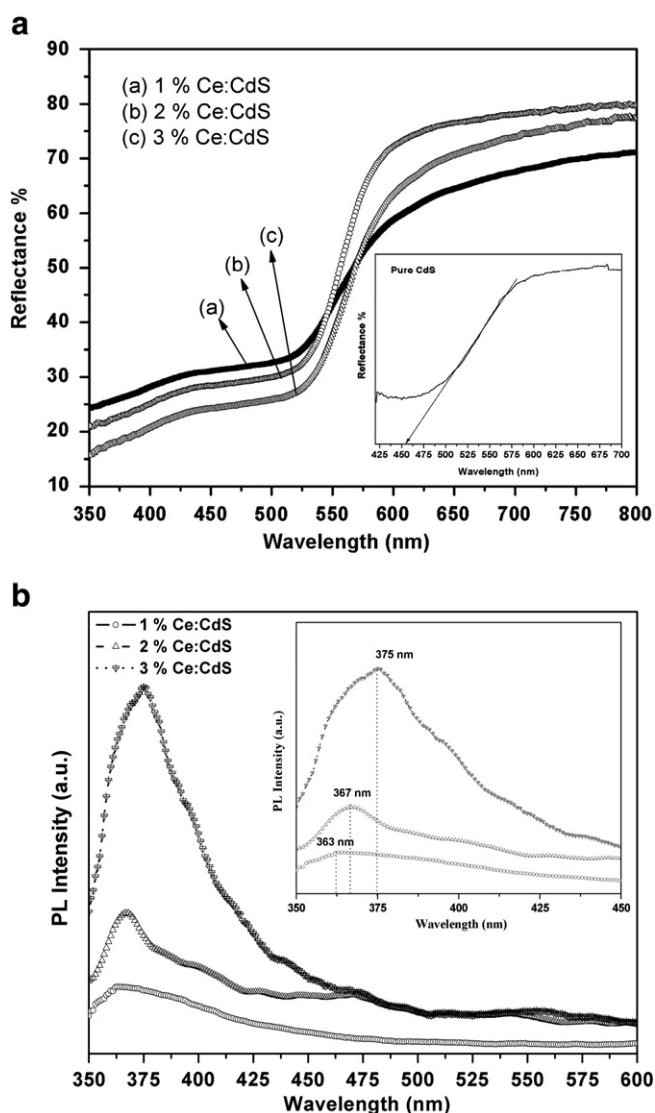 a
90
80
70
60
50
40
30
20
10
Reflectance %
(a) 1 % Ce:CdS
(b) 2 % Ce:CdS
(c) 3 % Ce:CdS
(c)
(b)
(a)
Pure CdS
Reflectance %
425 450 475 500 525 550 575 600 625 650 675 700
Wavelength (nm)
350 400 450 500 550 600 650 700 750 800
Wavelength (nm)
b
1 % Ce:CdS
2 % Ce:CdS
3 % Ce:CdS
PL Intensity (a.u.)
375 nm
367 nm
363 nm
PL Intensity (a.u.)
350 375 400 425 450
Wavelength (nm)
350 375 400 425 450 475 500 525 550 575 600
Wavelength (nm)